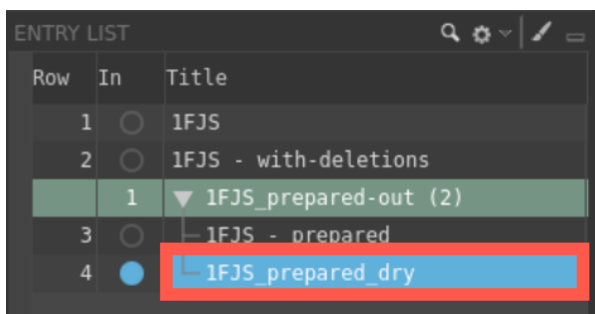 ENTRY LIST
Row In Title
1 1FJS
2 1FJS - with-deletions
1 1FJS_prepared-out (2)
3 1FJS - prepared
4 1FJS_prepared_dry